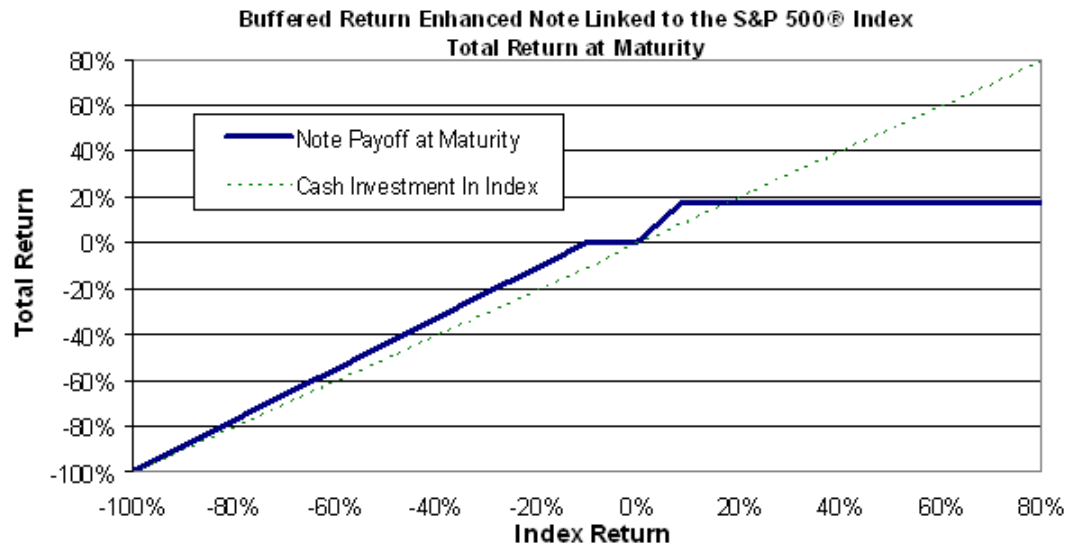 Buffered Return Enhanced Note Linked to the S&P 500® Index
Total Return at Maturity
80%
60%
40%
20%
0%
-20%
-40%
-60%
-80%
-100%
Total Return
Note Payoff at Maturity
Cash Investment In Index
-100% -80% -60% -40% -20% 0% 20% 40% 60% 80%
Index Return